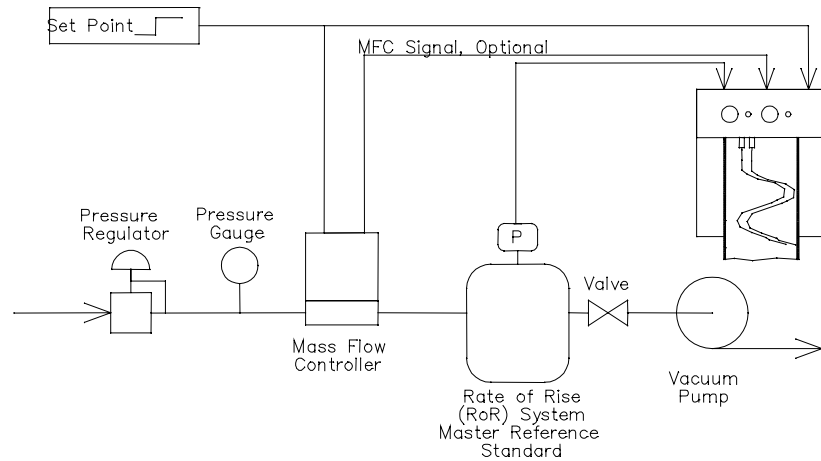 Set Point
MFC Signal, Optional
Pressure
Regulator
Pressure
Gauge
P
Valve
Mass Flow
Controller
Rate of Rise
(RoR) System
Master Reference
Standard
Vacuum
Pump